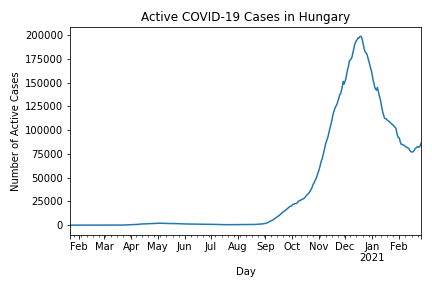 Active COVID-19 Cases in Hungary
Number of Active Cases
200000
175000
150000
125000
100000
75000
50000
25000
0
Feb Mar Apr May Jun Jul Aug Sep Oct Nov Dec Jan Feb
2021
Day